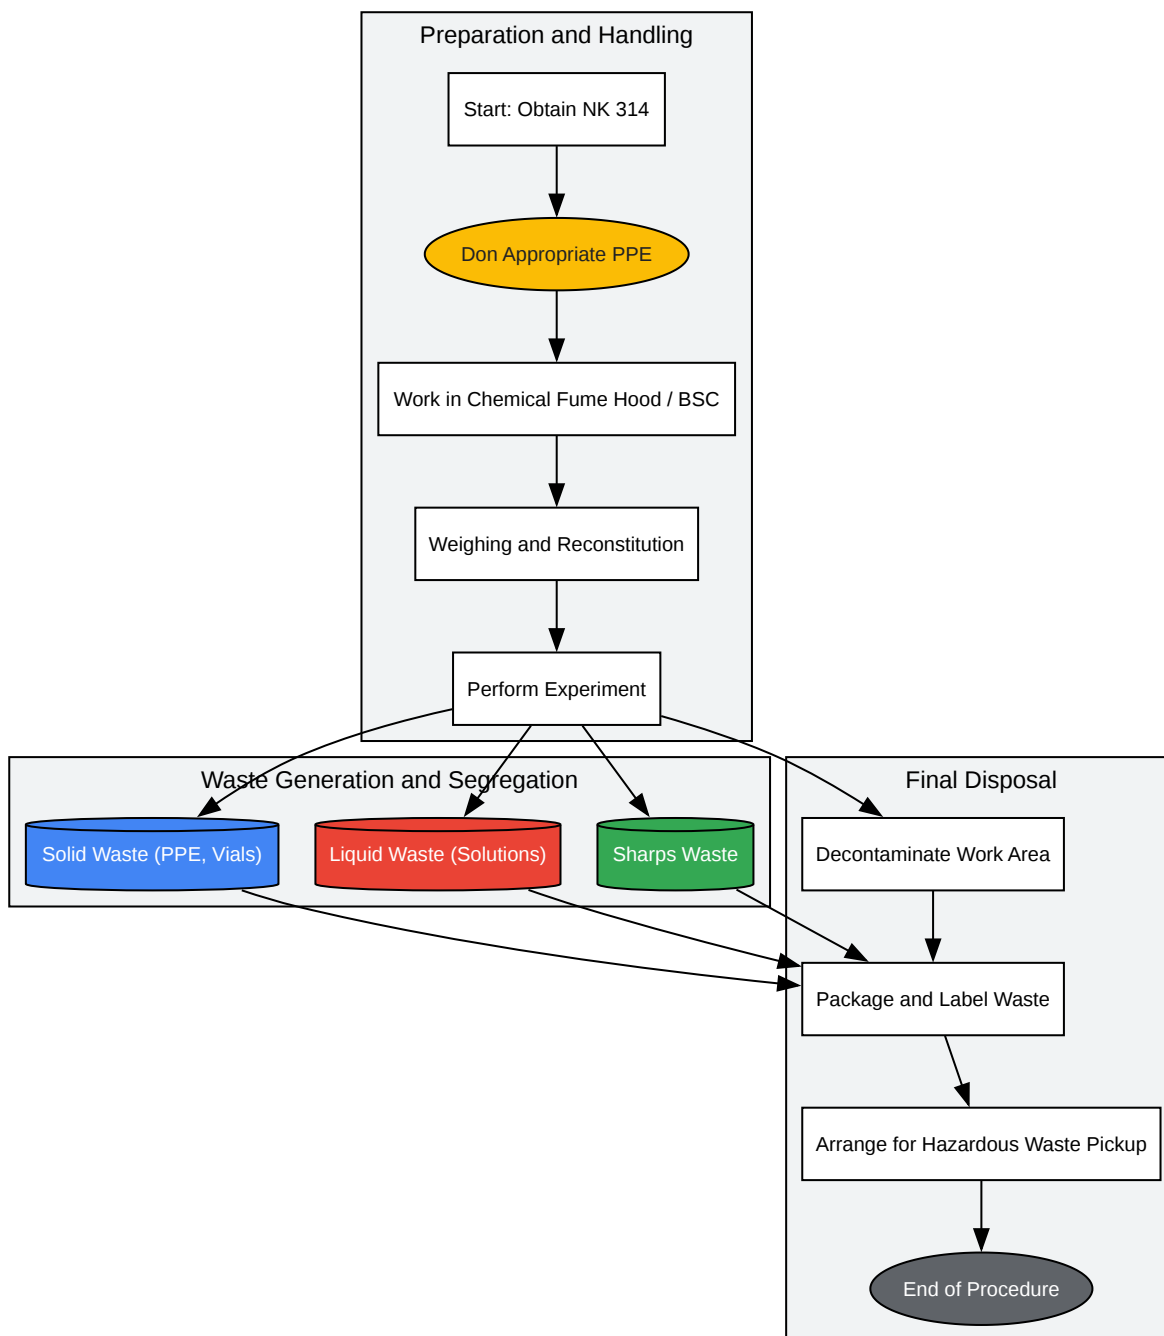 Preparation and Handling
Start: Obtain NK 314
Don Appropriate PPE
Work in Chemical Fume Hood / BSC
Weighing and Reconstitution
Perform Experiment
Waste Generation and Segregation
Solid Waste (PPE, Vials)
Liquid Waste (Solutions)
Sharps Waste
Final Disposal
Decontaminate Work Area
Package and Label Waste
Arrange for Hazardous Waste Pickup
End of Procedure